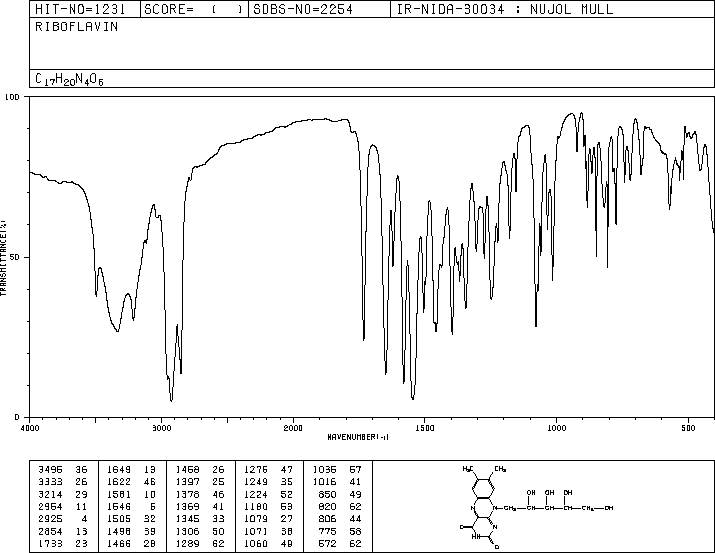 HIT-NO=1231 SCORE= ( ) SDBS-NO=2254 IR-NIDA-30034 : NUJOL MULL
RIBOFLAVIN
C17H20N4O6
100
TRANSMITTANCE(%)
50
0
4000 3000 2000 1500 1000 500
WAVENUMBER(-1)
3495 36 1649 13 1458 26 1276 47 1035 57
3333 26 1622 46 1397 25 1249 35 1016 41
3214 29 1581 10 1378 46 1224 52 850 49
2954 11 1546 5 1369 41 1180 53 820 62
2925 4 1505 32 1345 33 1079 27 806 44
2854 13 1498 39 1306 50 1071 38 775 58
1733 23 1466 28 1289 62 1060 49 572 62
H3C CH3
OH OH OH
N N CH2 CH CH CH CH2 OH
N N
O NH O